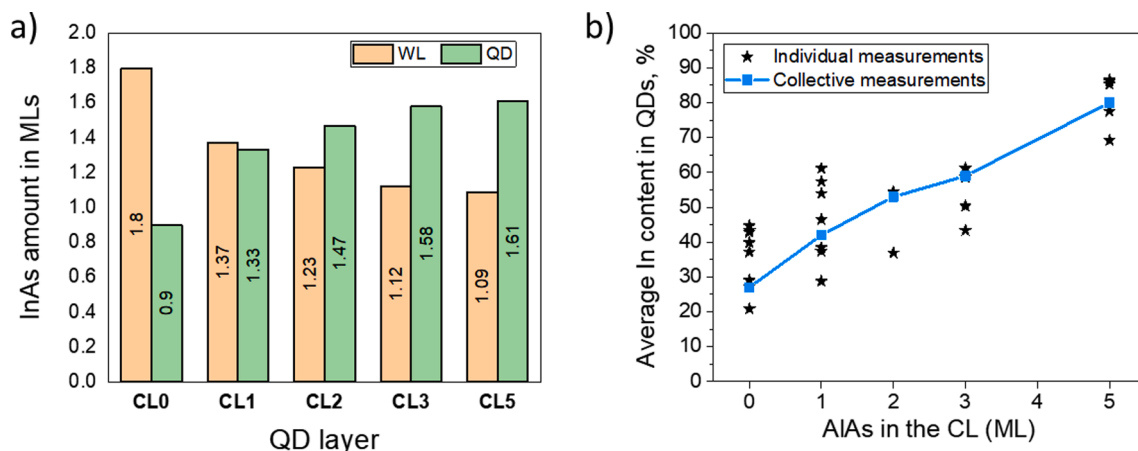 a)
InAs amount in MLs
2.0
1.8
1.6
1.4
1.2
1.0
0.8
0.6
0.4
0.2
0.0
WL QD
1.8
0.9
1.37
1.33
1.23
1.47
1.12
1.58
1.09
1.61
CL0 CL1 CL2 CL3 CL5
QD layer
b)
Average In content in QDs, %
100
90
80
70
60
50
40
30
20
10
0
Individual measurements
Collective measurements
0 1 2 3 4 5
AlAs in the CL (ML)